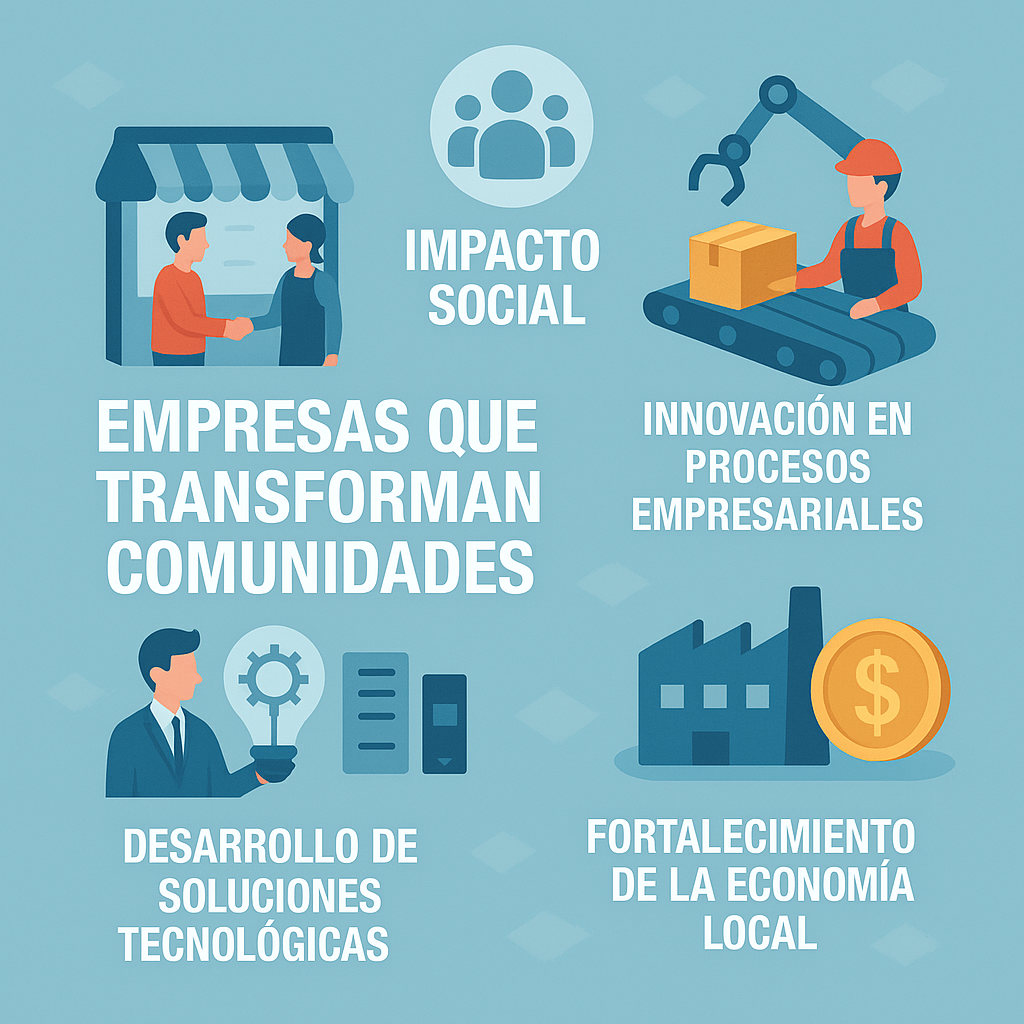 IMPACTO
SOCIAL
EMPRESAS QUE
TRANSFORMAN
COMUNIDADES
INNOVACIÓN EN
PROCESOS
EMPRESARIALES
DESARROLLO DE
SOLUCIONES
TECNOLÓGICAS
$
FORTALECIMIENTO
DE LA ECONOMÍA
LOCAL